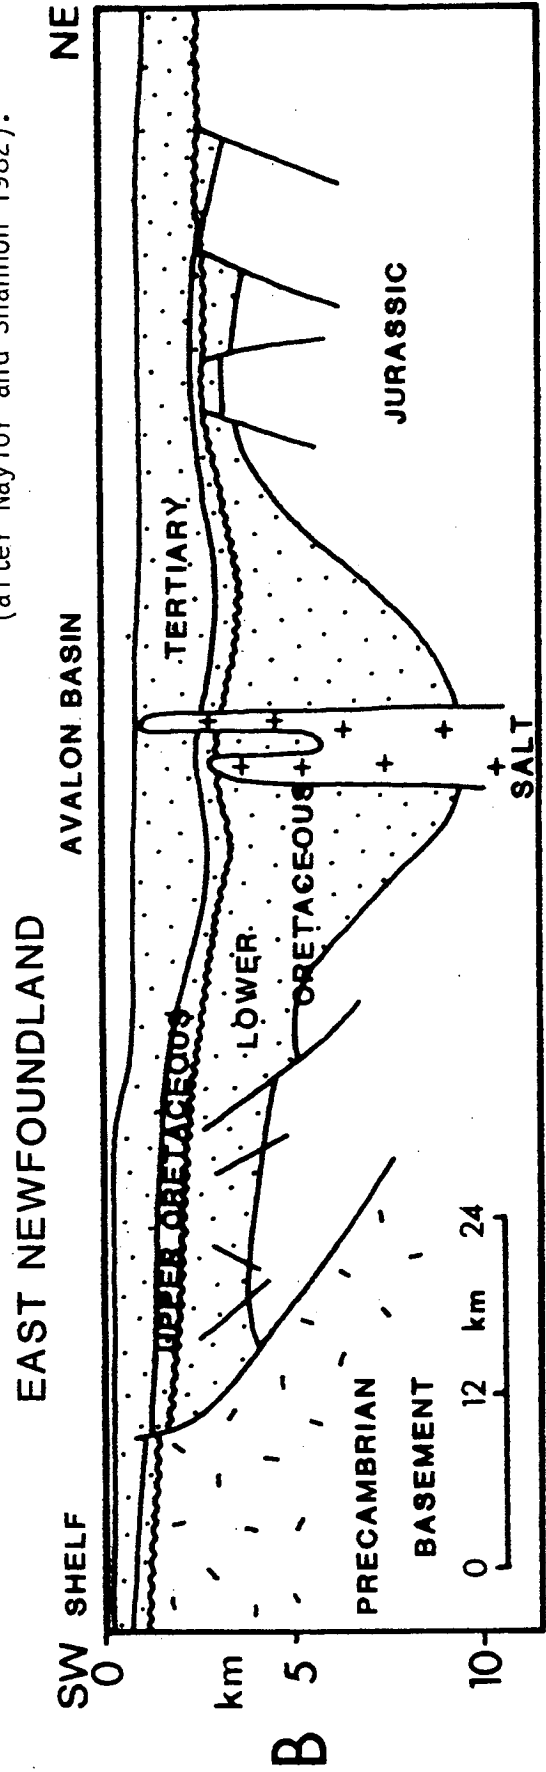 (after Naylor and Shannon 1982).
EAST NEWFOUNDLAND
SW SHELF
AVALON BASIN
NE
0
km
5
10
B
TERTIARY
UPPER CRETACEOUS
LOWER
CRETACEOUS
JURASSIC
SALT
PRECAMBRIAN
BASEMENT
0 12 km 24